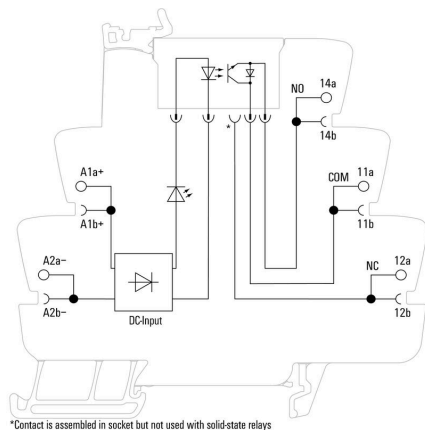 NO
14a
14b
*
A1a+
A1b+
COM
11a
11b
A2a−
A2b−
NC
12a
12b
DC-Input
*Contact is assembled in socket but not used with solid-state relays